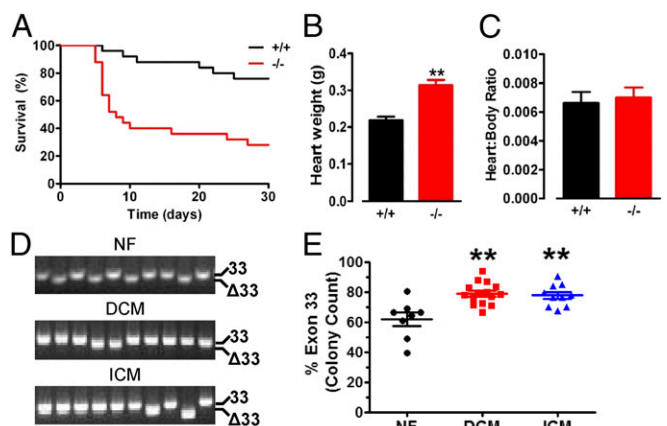 A
Survival (%)
100
80
60
40
20
0
0 10 20 30
Time (days)
+/+
-/-
B
Heart weight (g)
0.4
0.3
0.2
0.1
0.0
**
+/+ -/-
C
Heart:Body Ratio
0.010
0.008
0.006
0.004
0.002
0.000
+/+ -/-
D
NF
33
Δ33
DCM
33
Δ33
ICM
33
Δ33
E
% Exon 33
(Colony Count)
100
80
60
40
20
0
** **
NF DCM ICM